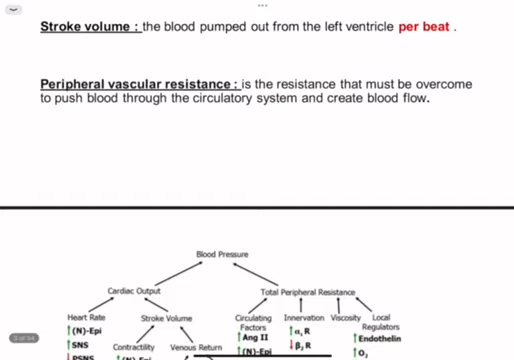 Stroke volume : the blood pumped out from the left ventricle per beat .
Peripheral vascular resistance : is the resistance that must be overcome
to push blood through the circulatory system and create blood flow.
Blood Pressure
Cardiac Output
Total Peripheral Resistance
Heart Rate
↑(N)-Epi
↑SNS
↓PSNS
Stroke Volume
Contractility
Venous Return
Circulating
Factors
↑Ang II
↑(N)-Epi
Innervation
↑α₁R
↓β₂R
Viscosity
Local
Regulators
↑Endothelin
↑O₂